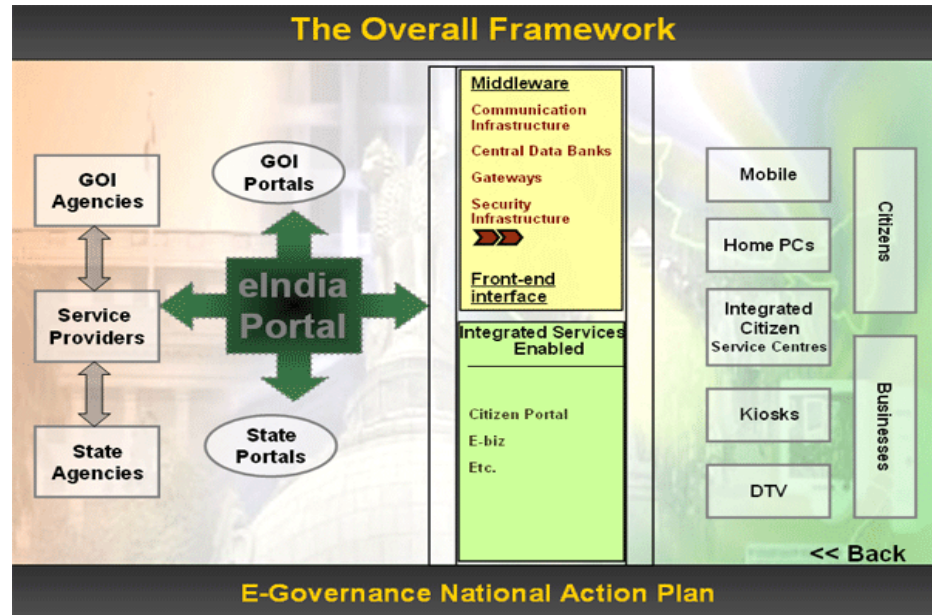 The Overall Framework
GOI
Agencies
Service
Providers
State
Agencies
GOI
Portals
eIndia
Portal
State
Portals
Middleware
Communication
Infrastructure
Central Data Banks
Gateways
Security
Infrastructure
Front-end
interface
Integrated Services
Enabled
Citizen Portal
E-biz
Etc.
Mobile
Home PCs
Integrated
Citizen
Service Centres
Kiosks
DTV
Citizens
Businesses
<< Back
E-Governance National Action Plan